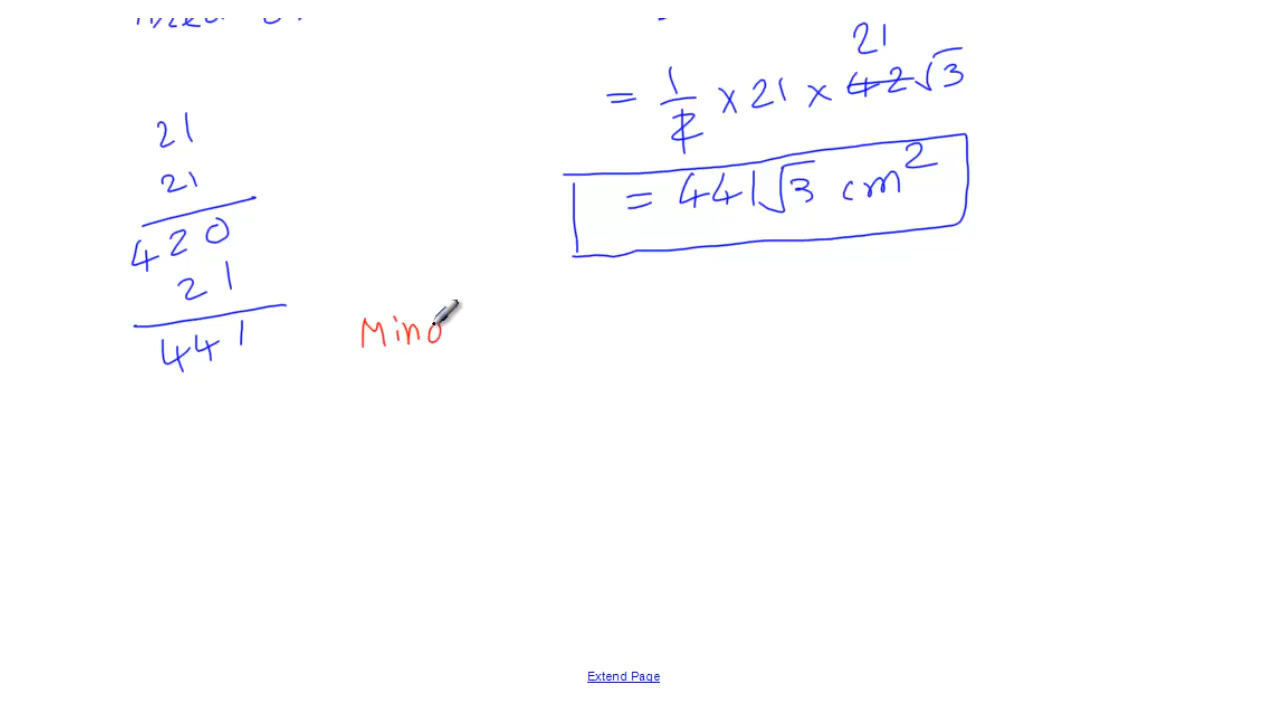 21
= 1/2 × 21 × 42√3
= 441√3 cm²
21
21
420
21
441
Mino
Extend Page